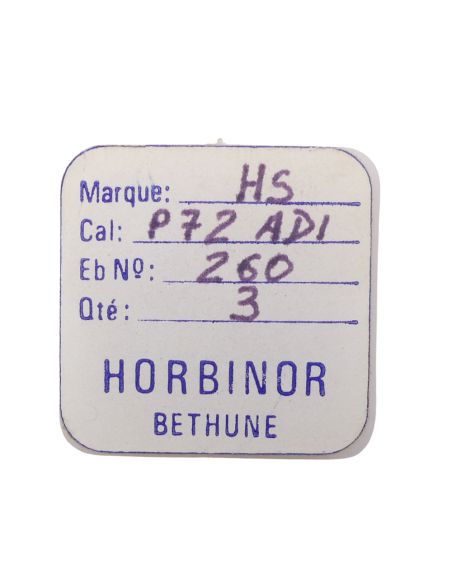 Marque: HS
Cal: P72 ADI
Eb Nº: 260
Qté: 3
HORBINOR
BETHUNE